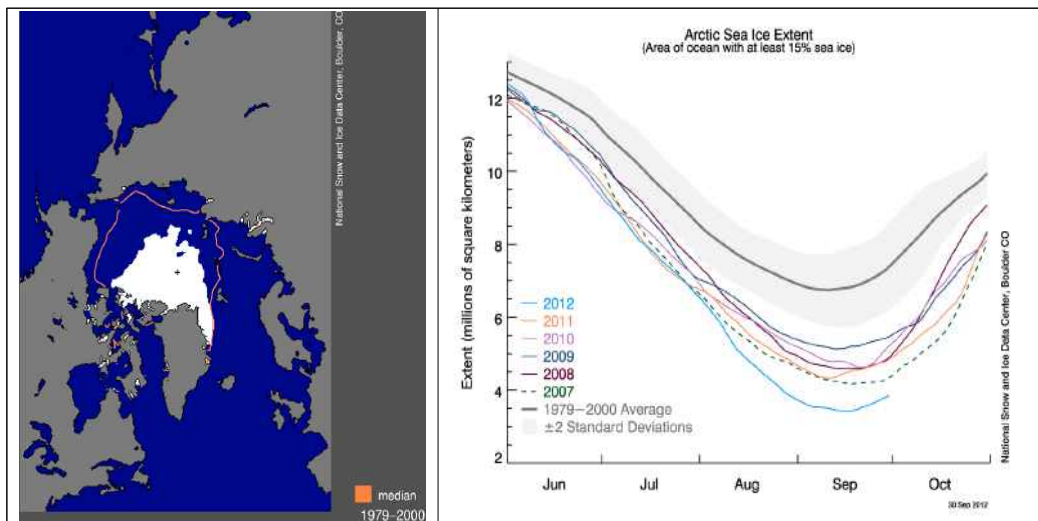 National Snow and Ice Data Center, Boulder, CO
median
1979–2000
Arctic Sea Ice Extent
(Area of ocean with at least 15% sea ice)
Extent (millions of square kilometers)
12
10
8
6
4
2
2012
2011
2010
2009
2008
2007
1979–2000 Average
±2 Standard Deviations
Jun
Jul
Aug
Sep
Oct
National Snow and Ice Data Center, Boulder CO
30 Sep 2012